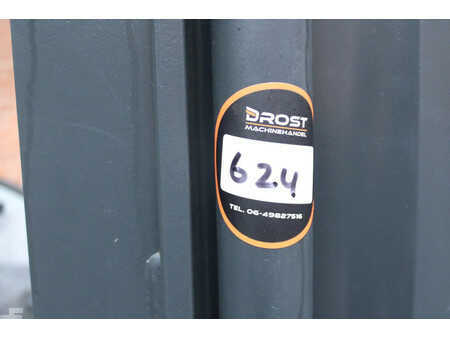 DROST
MACHINEHANDEL
62.4
TEL. 06-49827516